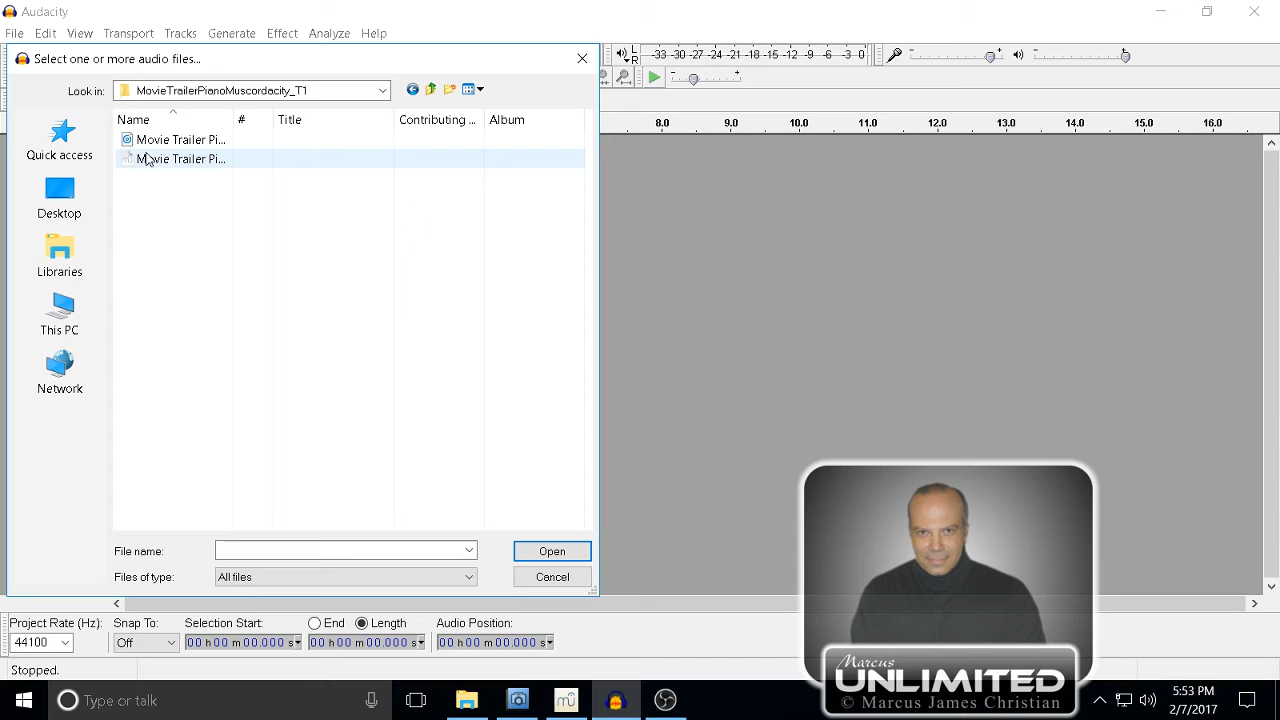 Audacity
File Edit View Transport Tracks Generate Effect Analyze Help
Select one or more audio files...
L
R
-33 -30 -27 -24 -21 -18 -15 -12 -9 -6 -3 0
Look in: MovieTrailerPianoMuscordacity_T1
Name # Title Contributing ... Album
8.0 9.0 10.0 11.0 12.0 13.0 14.0 15.0 16.0
Movie Trailer Pi...
Movie Trailer Pi...
Quick access
Desktop
Libraries
This PC
Network
File name: Open
Files of type: All files Cancel
Project Rate (Hz): Snap To: Selection Start: End Length Audio Position:
44100 Off 00 h 00 m 00.000 s 00 h 00 m 00.000 s 00 h 00 m 00.000 s
Stopped.
Marcus
UNLIMITED
© Marcus James Christian
Type or talk
mu
5:53 PM
2/7/2017